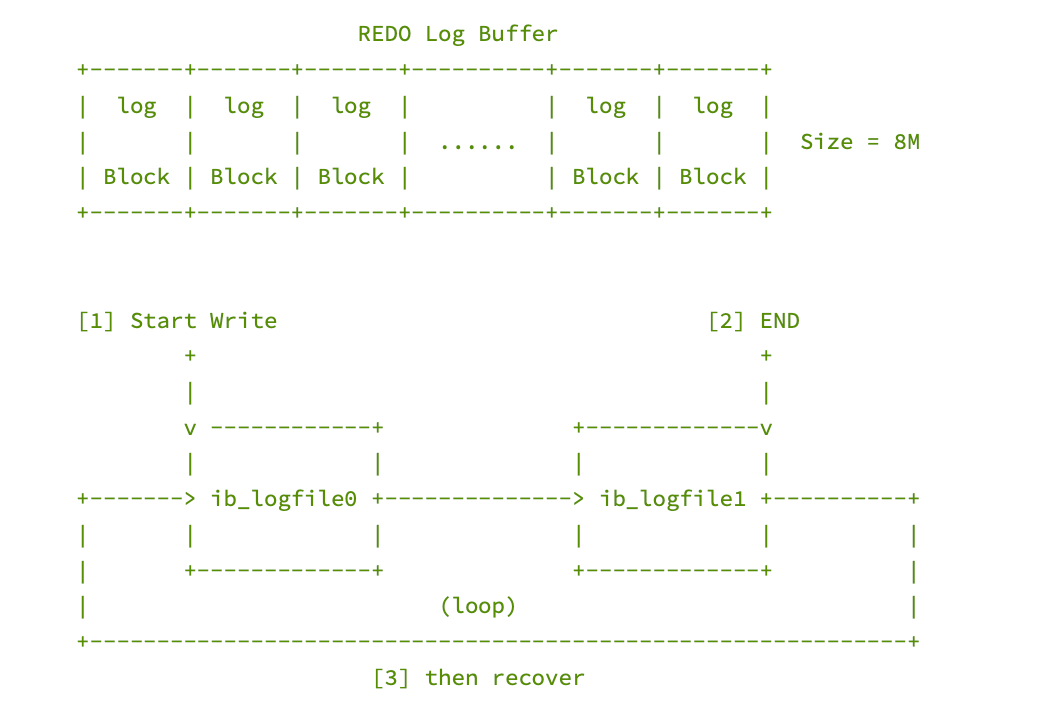 REDO Log Buffer
+-------+-------+-------+----------+-------+-------+
|  log  |  log  |  log  |          |  log  |  log  |
|       |       |       |  ......  |       |       |  Size = 8M
| Block | Block | Block |          | Block | Block |
+-------+-------+-------+----------+-------+-------+
[1] Start Write                                [2] END
        +                                          +
        |                                          |
        v ------------+              +-------------v
        |             |              |             |
+-------> ib_logfile0 +--------------> ib_logfile1 +----------+
|       |             |              |             |          |
|       +-------------+              +-------------+          |
|                          (loop)                             |
+-------------------------------------------------------------+
[3] then recover